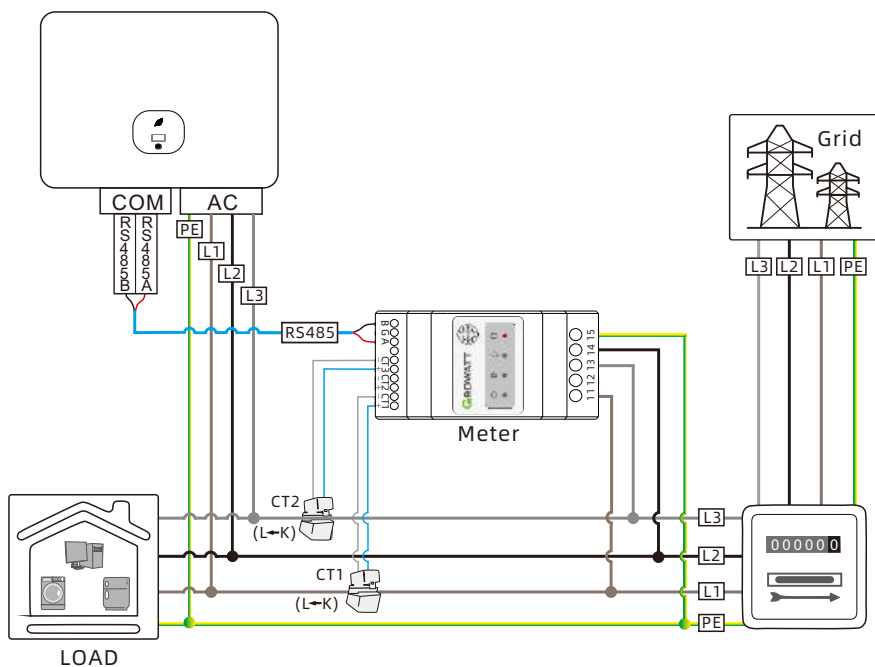 Grid
COM
AC
RS485B
RS485A
PE
L1
L2
L3
L3
L2
L1
PE
RS485
B
G
A
CT3
CT2
CT1
GROWATT
15
14
13
12
11
Meter
CT2
(L←K)
L3
000000
L2
CT1
(L←K)
L1
PE
LOAD